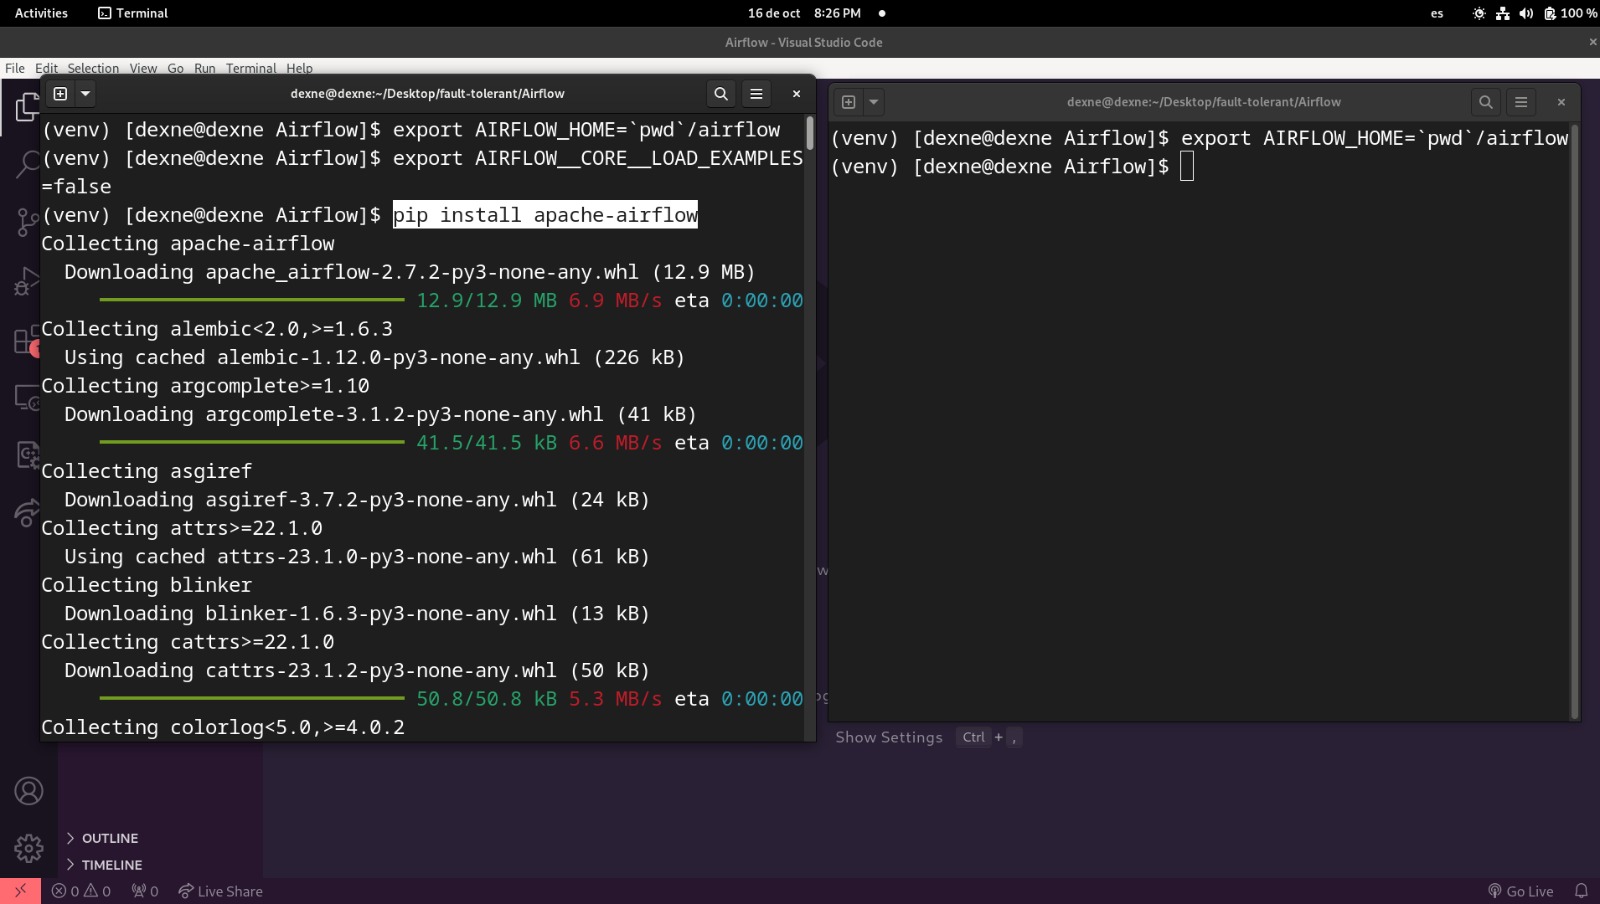 Activities
Terminal
16 de oct 8:26 PM
es
100 %
Airflow - Visual Studio Code
File Edit Selection View Go Run Terminal Help
dexne@dexne:~/Desktop/fault-tolerant/Airflow
(venv) [dexne@dexne Airflow]$ export AIRFLOW_HOME=`pwd`/airflow
(venv) [dexne@dexne Airflow]$ export AIRFLOW__CORE__LOAD_EXAMPLES
=false
(venv) [dexne@dexne Airflow]$ pip install apache-airflow
Collecting apache-airflow
Downloading apache_airflow-2.7.2-py3-none-any.whl (12.9 MB)
12.9/12.9 MB 6.9 MB/s eta 0:00:00
Collecting alembic<2.0,>=1.6.3
Using cached alembic-1.12.0-py3-none-any.whl (226 kB)
Collecting argcomplete>=1.10
Downloading argcomplete-3.1.2-py3-none-any.whl (41 kB)
41.5/41.5 kB 6.6 MB/s eta 0:00:00
Collecting asgiref
Downloading asgiref-3.7.2-py3-none-any.whl (24 kB)
Collecting attrs>=22.1.0
Using cached attrs-23.1.0-py3-none-any.whl (61 kB)
Collecting blinker
Downloading blinker-1.6.3-py3-none-any.whl (13 kB)
Collecting cattrs>=22.1.0
Downloading cattrs-23.1.2-py3-none-any.whl (50 kB)
50.8/50.8 kB 5.3 MB/s eta 0:00:00
Collecting colorlog<5.0,>=4.0.2
dexne@dexne:~/Desktop/fault-tolerant/Airflow
(venv) [dexne@dexne Airflow]$ export AIRFLOW_HOME=`pwd`/airflow
(venv) [dexne@dexne Airflow]$
Show Settings Ctrl + ,
OUTLINE
TIMELINE
0 0 0 Live Share
Go Live